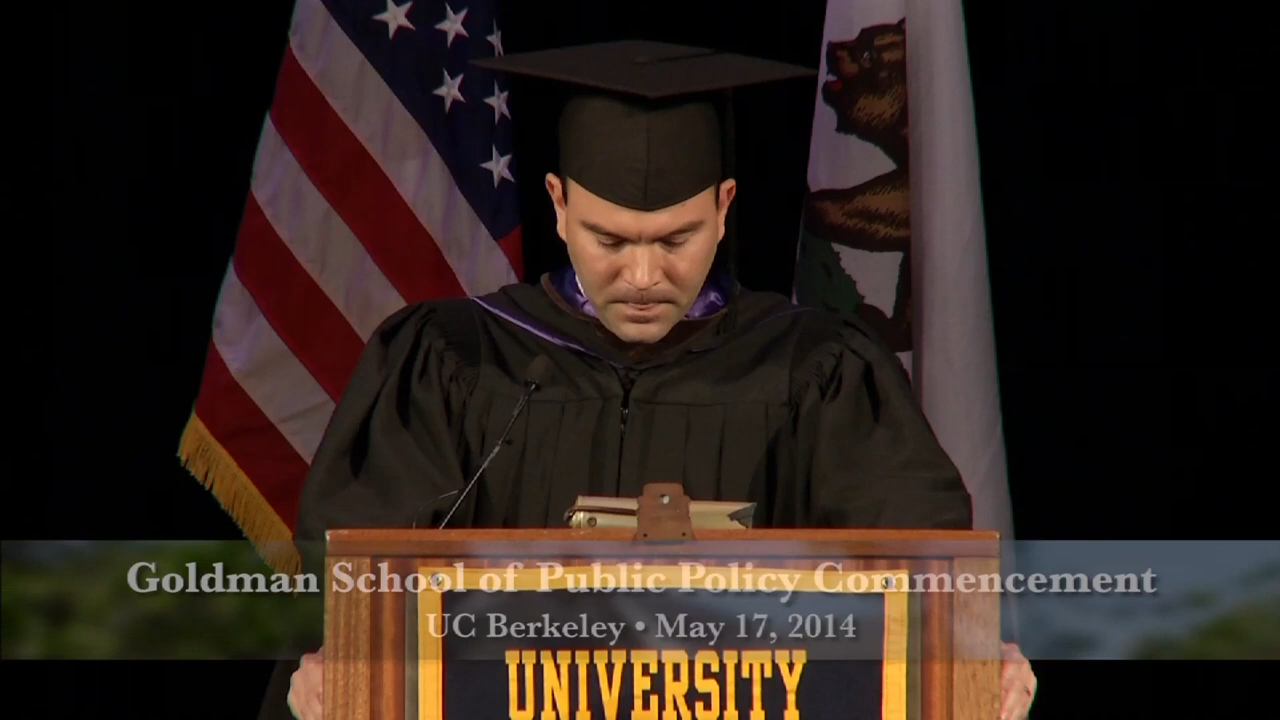 Goldman School of Public Policy Commencement
UC Berkeley • May 17, 2014
UNIVERSITY